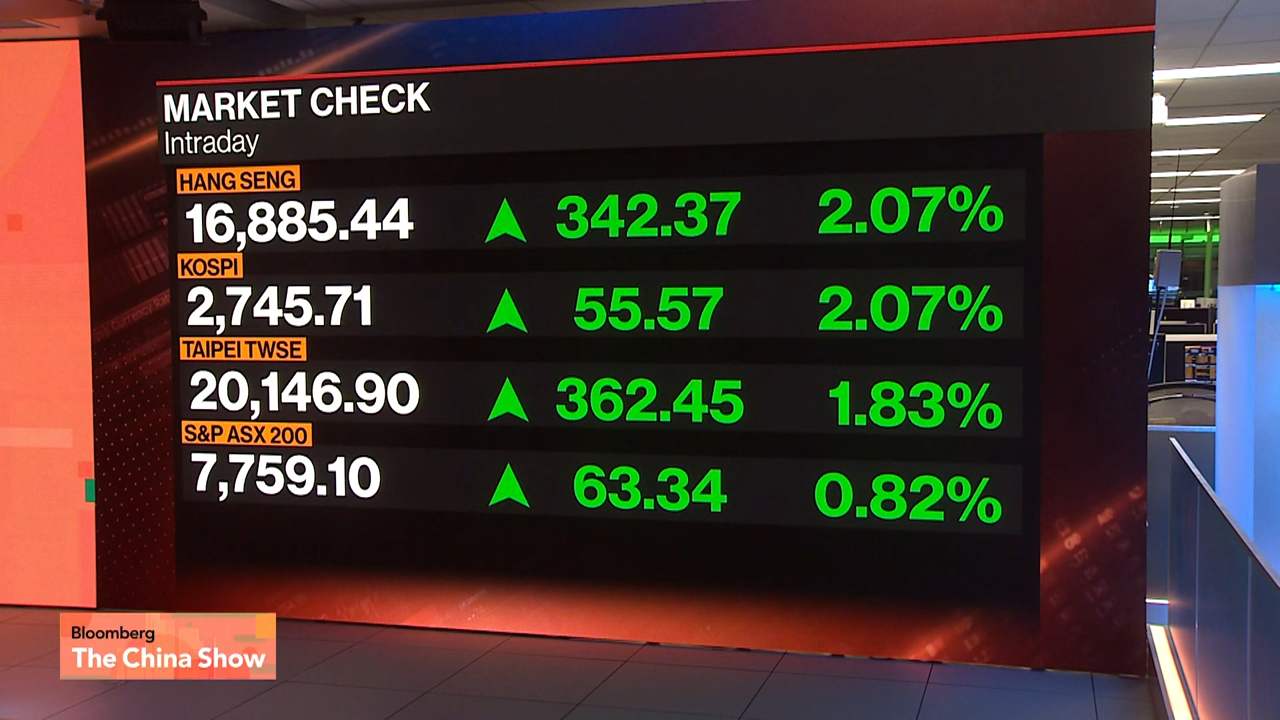 MARKET CHECK
Intraday
HANG SENG
16,885.44 ▲ 342.37 2.07%
KOSPI
2,745.71 ▲ 55.57 2.07%
TAIPEI TWSE
20,146.90 ▲ 362.45 1.83%
S&P ASX 200
7,759.10 ▲ 63.34 0.82%
Bloomberg
The China Show